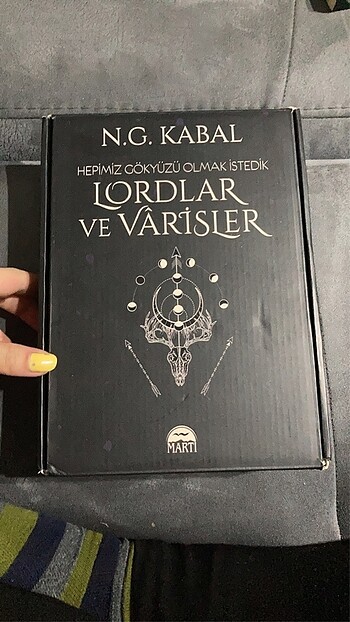 N.G. KABAL
HEPİMİZ GÖKYÜZÜ OLMAK İSTEDİK
LORDLAR
VE VÂRİSLER
MARTI